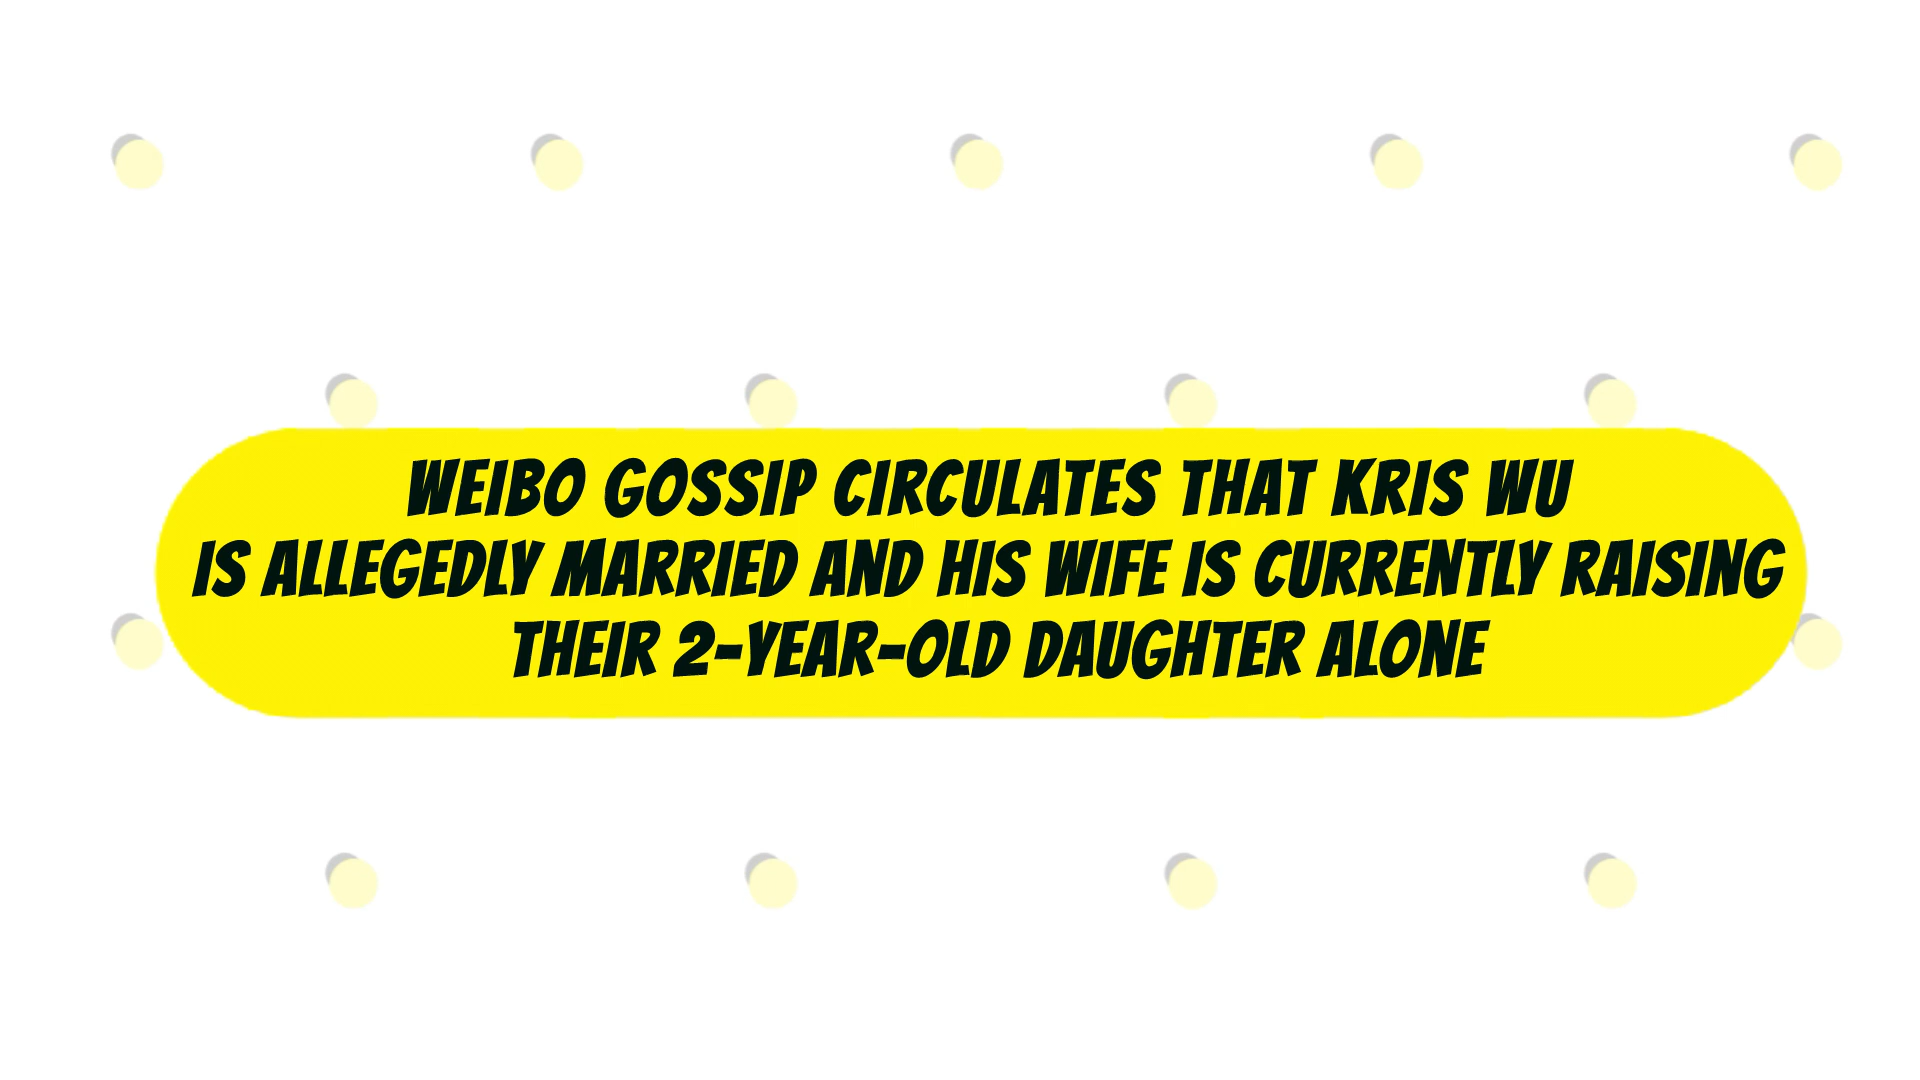 WEIBO GOSSIP CIRCULATES THAT KRIS WU
IS ALLEGEDLY MARRIED AND HIS WIFE IS CURRENTLY RAISING
THEIR 2-YEAR-OLD DAUGHTER ALONE